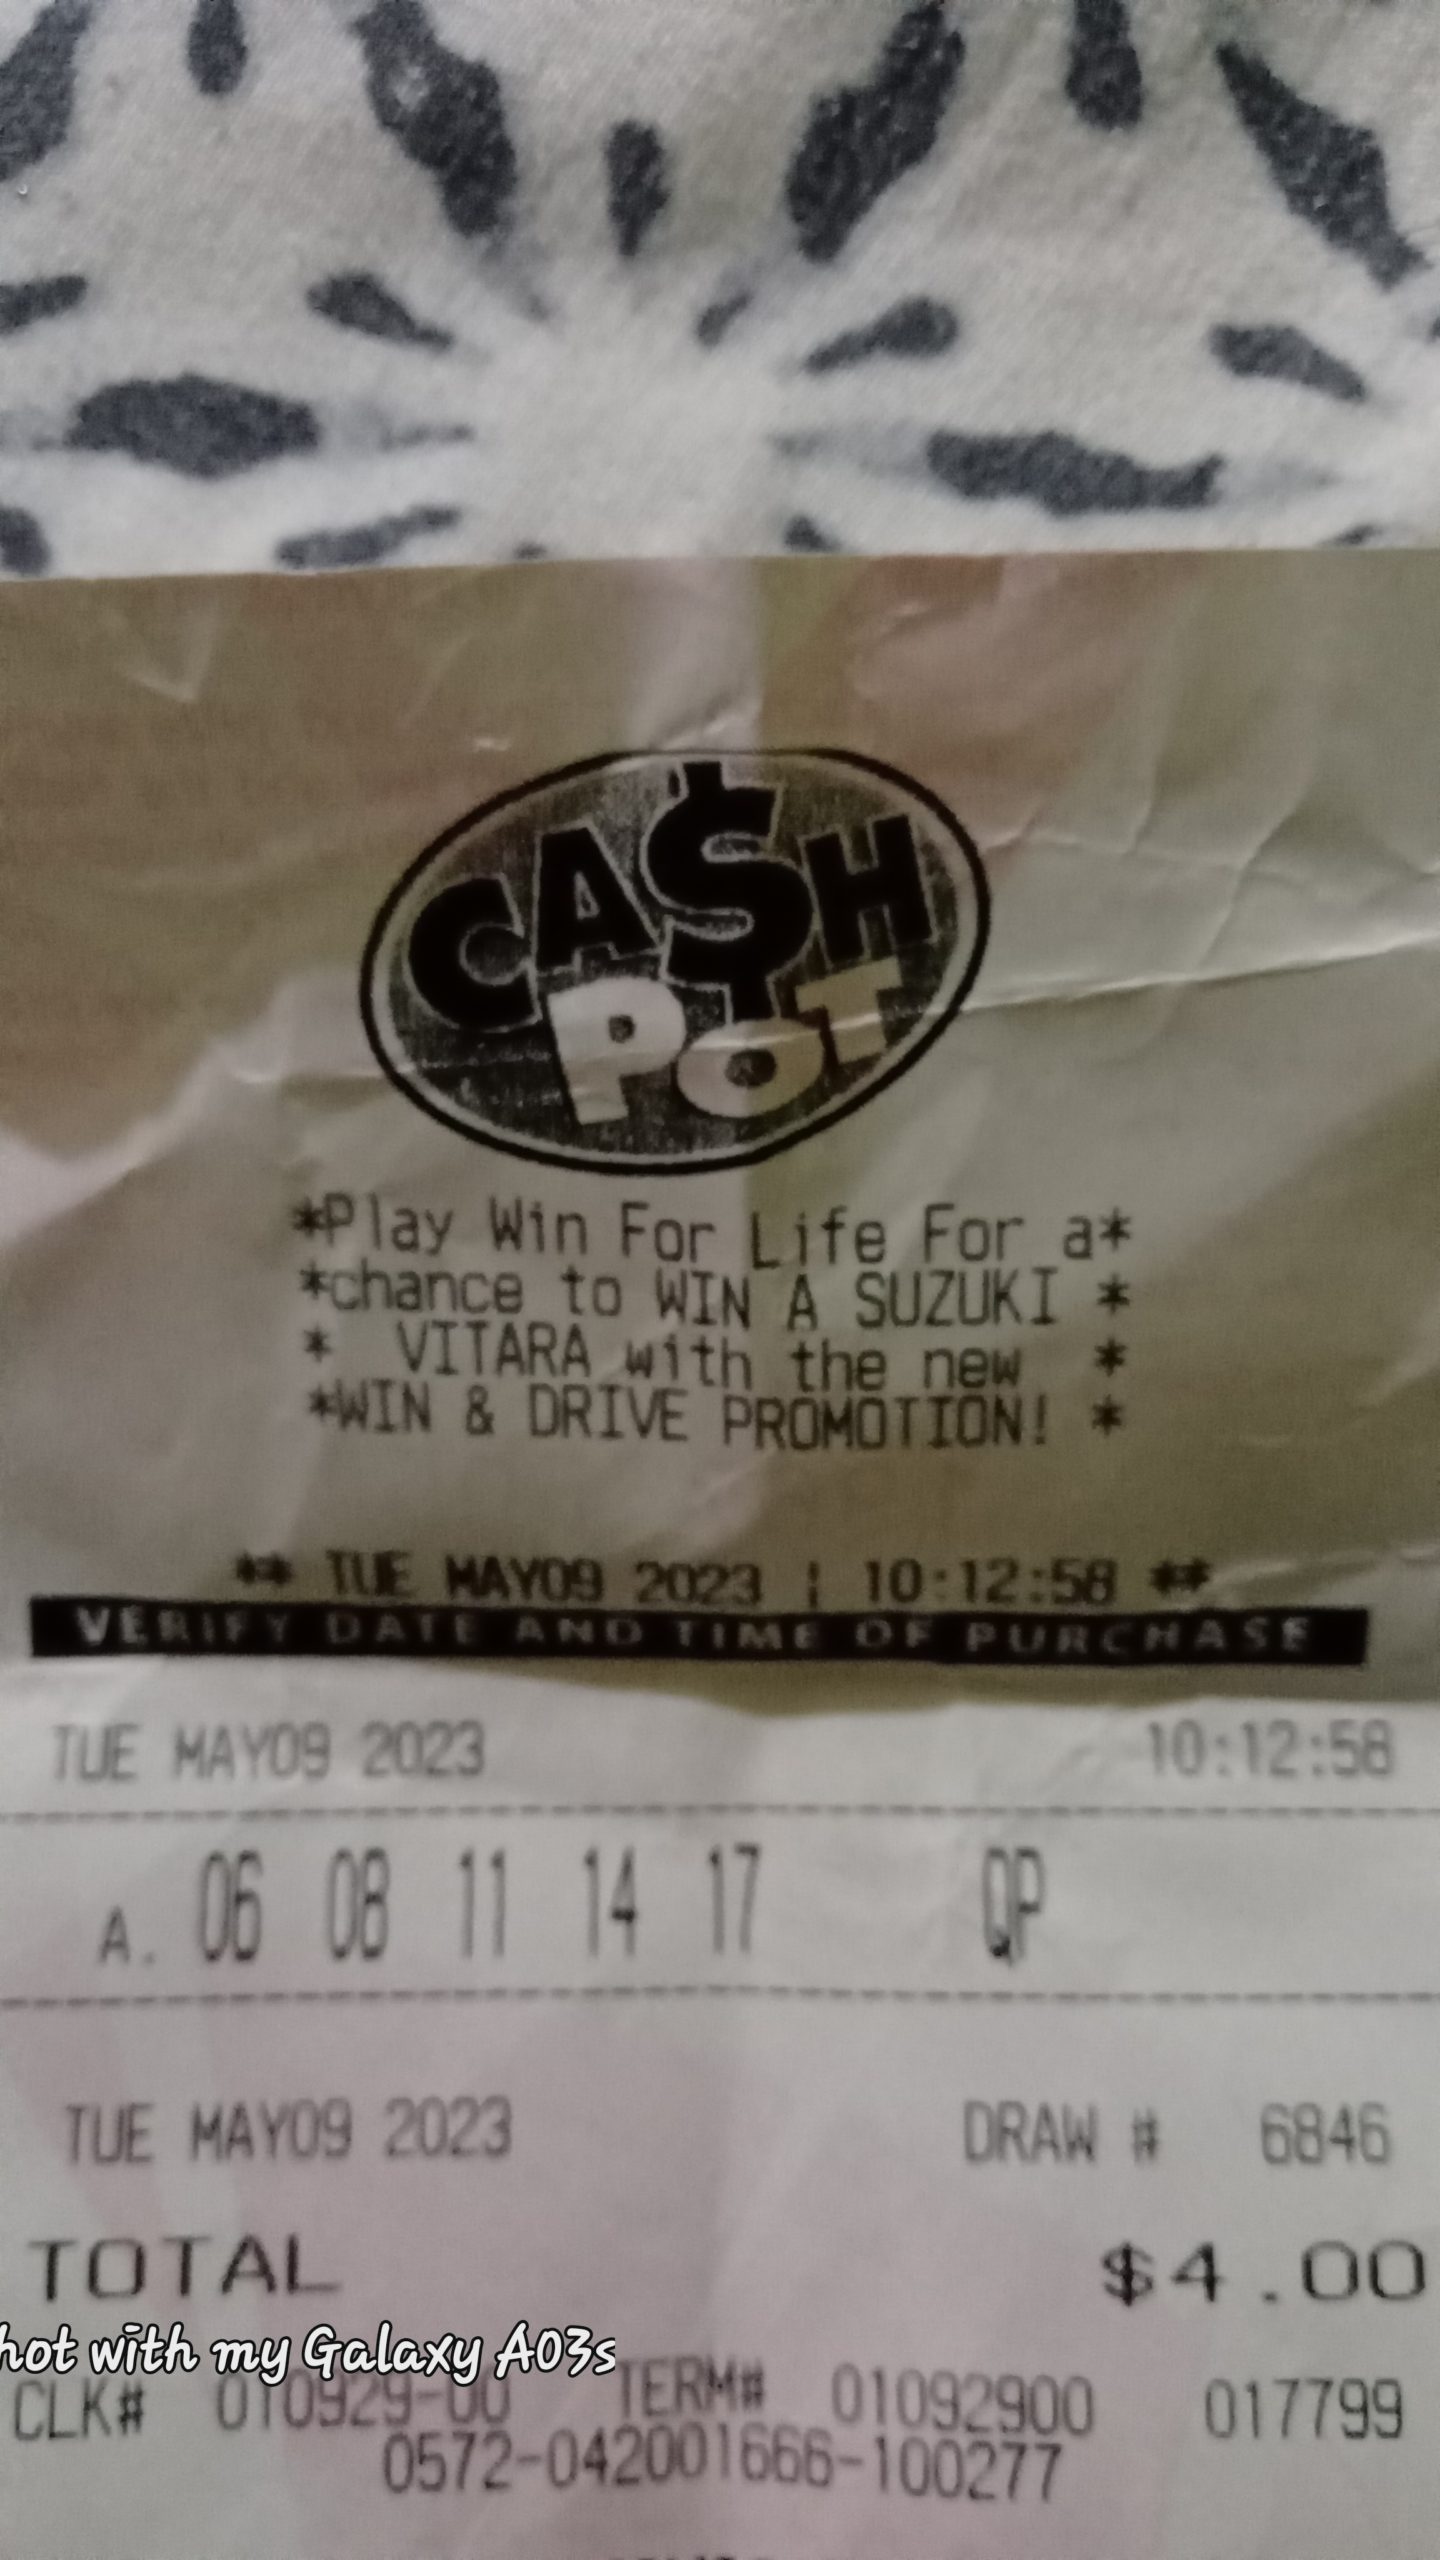 CA$H
POT
*Play Win For Life For a*
*chance to WIN A SUZUKI *
* VITARA with the new *
*WIN & DRIVE PROMOTION! *
** TUE MAY09 2023 | 10:12:58 **
VERIFY DATE AND TIME OF PURCHASE
TUE MAY09 2023 10:12:58
A. 06 08 11 14 17 QP
TUE MAY09 2023 DRAW # 6846
TOTAL $4.00
hot with my Galaxy A03s
CLK# 010929-00 TERM# 01092900 017799
0572-042001666-100277